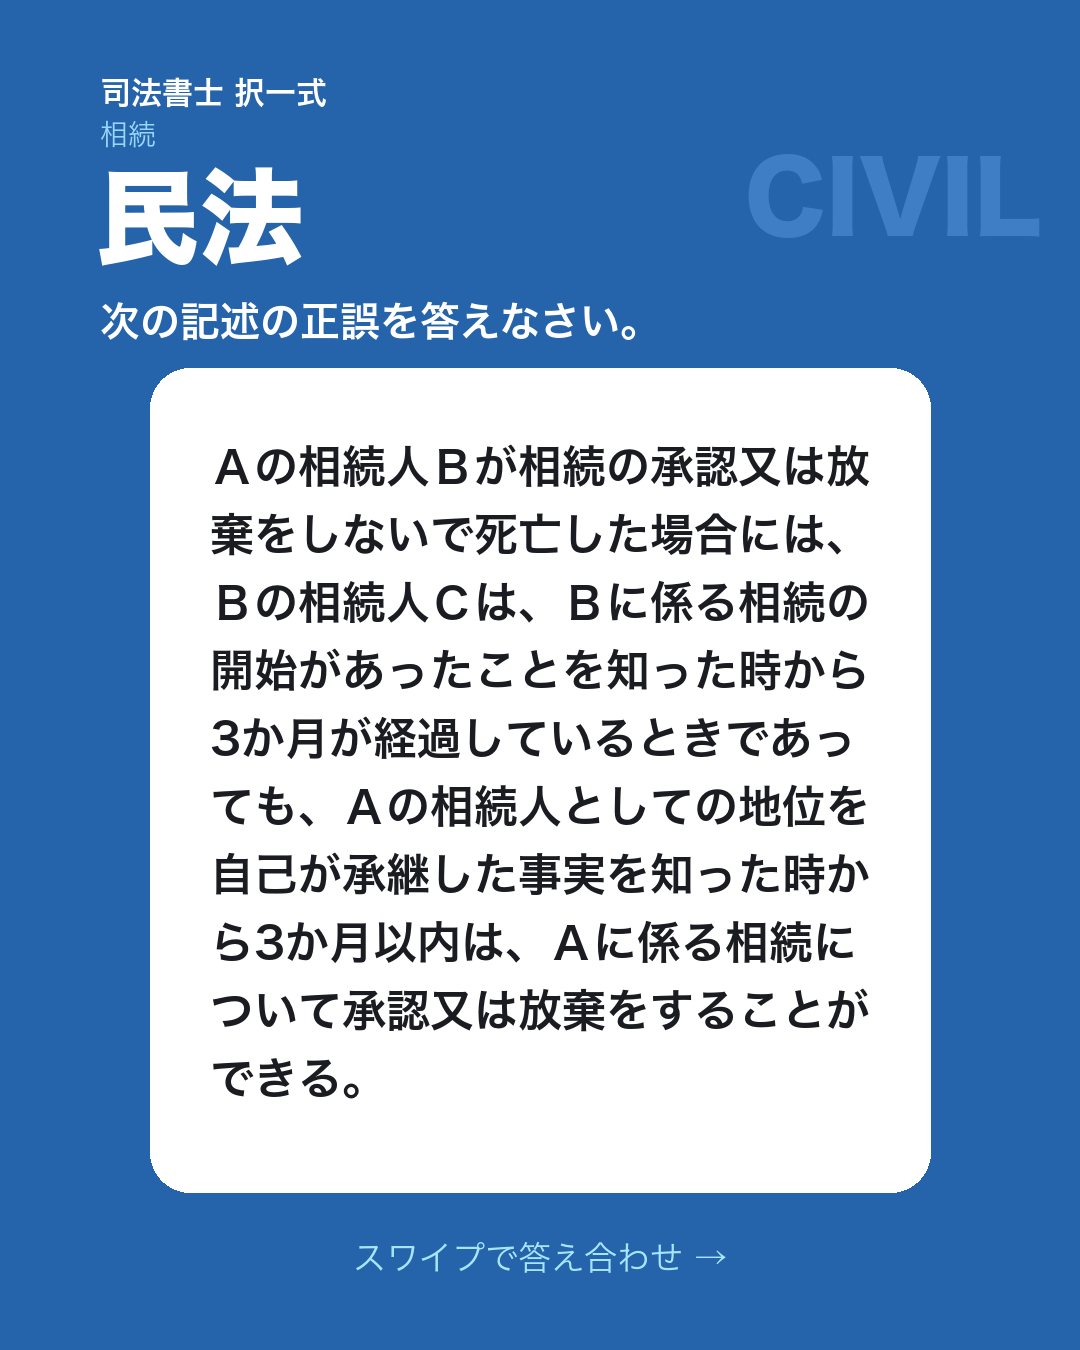 司法書士 択一式
相続
民法
CIVIL
次の記述の正誤を答えなさい。
Ａの相続人Ｂが相続の承認又は放
棄をしないで死亡した場合には、
Ｂの相続人Ｃは、Ｂに係る相続の
開始があったことを知った時から
3か月が経過しているときであっ
ても、Ａの相続人としての地位を
自己が承継した事実を知った時か
ら3か月以内は、Ａに係る相続に
ついて承認又は放棄をすることが
できる。
スワイプで答え合わせ →